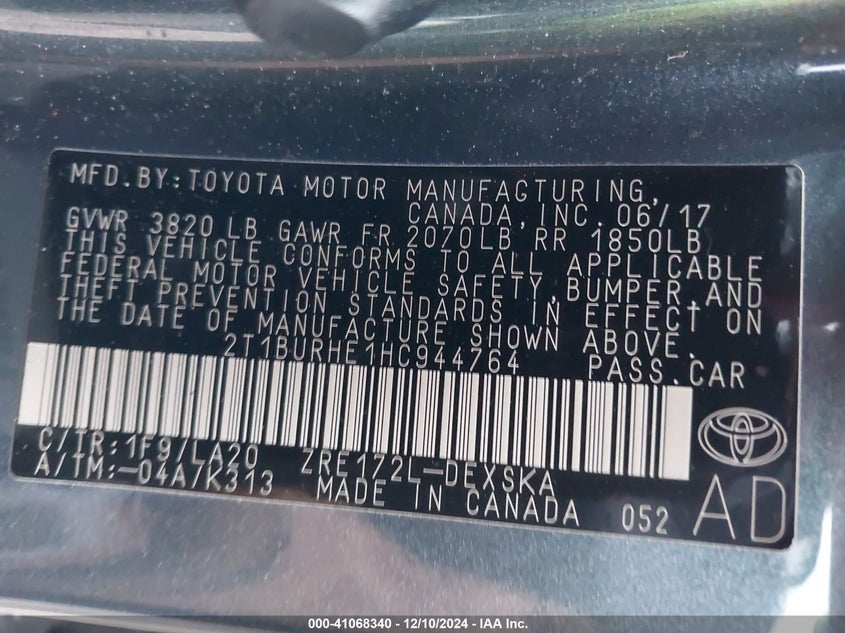 MFD.BY:TOYOTA MOTOR MANUFACTURING,
CANADA,INC. 06/17
GVWR 3820 LB GAWR FR 2070LB RR 1850LB
THIS VEHICLE CONFORMS TO ALL APPLICABLE
FEDERAL MOTOR VEHICLE SAFETY,BUMPER,AND
THEFT PREVENTION STANDARDS IN EFFECT ON
THE DATE OF MANUFACTURE SHOWN ABOVE.
2T1BURHE1HC944764 PASS.CAR
C/TR:1F9/LA20 ZRE172L-DEXSKA
A/TM:-04A/K313 MADE IN CANADA 052 AD
000-41068340 / 12/10/2024 - IAA Inc.